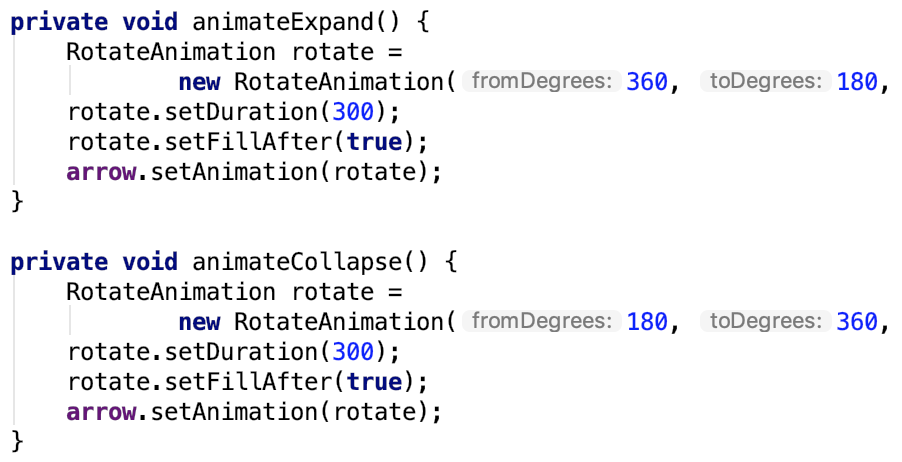 private void animateExpand() {
RotateAnimation rotate =
new RotateAnimation( fromDegrees: 360, toDegrees: 180,
rotate.setDuration(300);
rotate.setFillAfter(true);
arrow.setAnimation(rotate);
}
private void animateCollapse() {
RotateAnimation rotate =
new RotateAnimation( fromDegrees: 180, toDegrees: 360,
rotate.setDuration(300);
rotate.setFillAfter(true);
arrow.setAnimation(rotate);
}